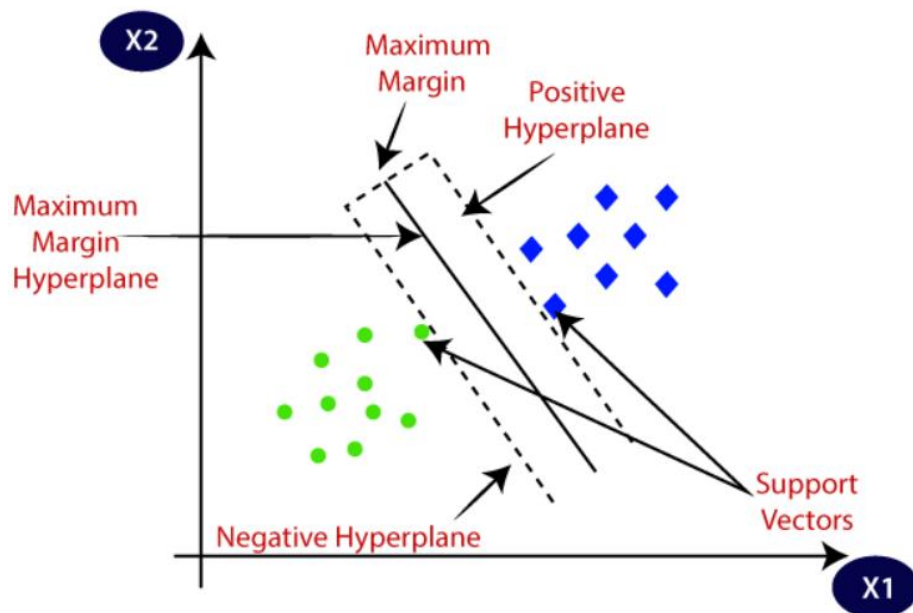 X2
Maximum
Margin
Positive
Hyperplane
Maximum
Margin
Hyperplane
Support
Vectors
Negative Hyperplane
X1